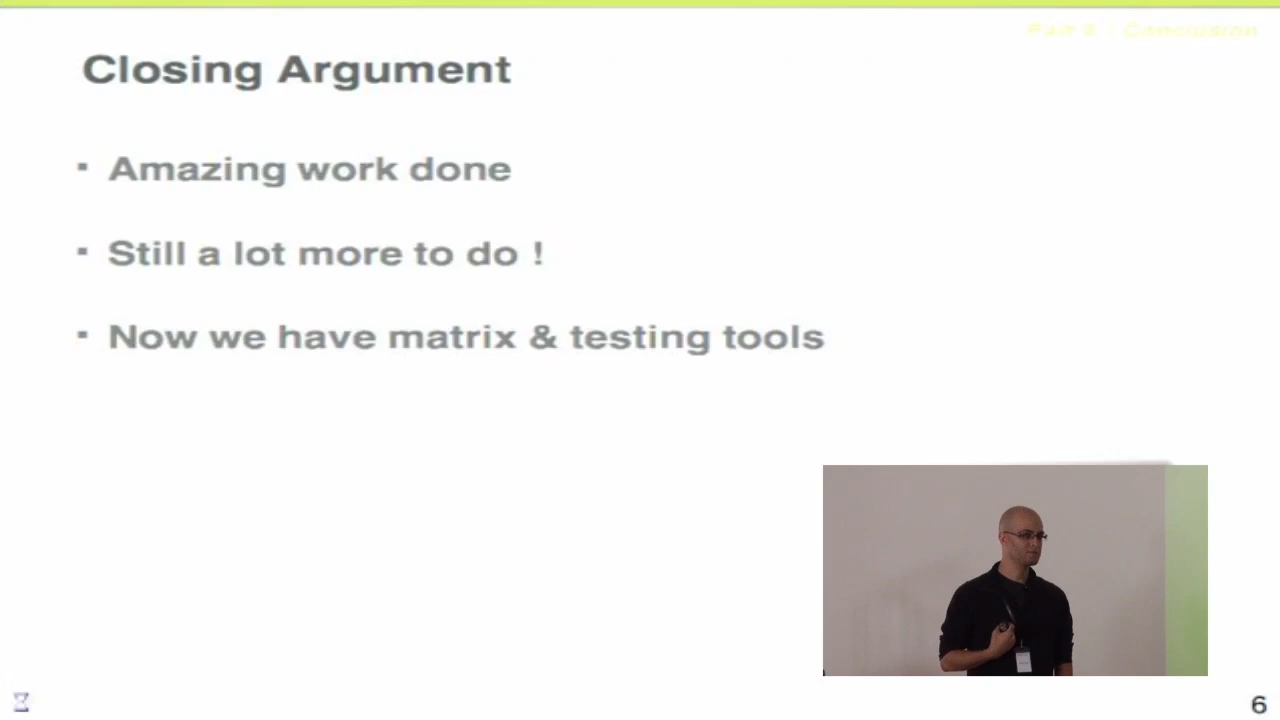 Closing Argument
▪ Amazing work done
▪ Still a lot more to do !
▪ Now we have matrix & testing tools
6